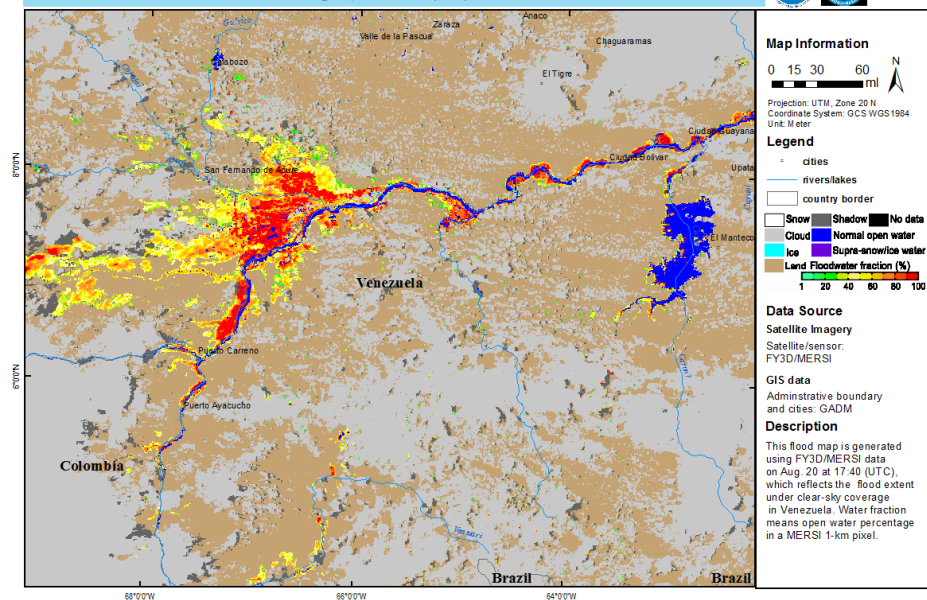 Guárico
Zaraza
Anaco
Valle de la Pascua
Chaguaramas
Calabozo
El Tigre
Ciudad Guayana
Ciudad Bolivar
San Fernando de Apure
Upata
8°0'0"N
El Manteco
Venezuela
Puerto Carreno
6°0'0"N
Puerto Ayacucho
Colombia
Brazil
Brazil
68°0'0"W
66°0'0"W
64°0'0"W
Map Information
0 15 30 60
ml
N
Projection: UTM, Zone 20 N
Coordinate System: GCS WGS1984
Unit: Meter
Legend
cities
rivers/lakes
country border
Snow Shadow No data
Cloud Normal open water
Ice Supra-snow/ice water
Land Floodwater fraction (%)
1 20 40 60 80 100
Data Source
Satellite Imagery
Satellite/sensor:
FY3D/MERSI
GIS data
Adminstrative boundary
and cities: GADM
Description
This flood map is generated
using FY3D/MERSI data
on Aug. 20 at 17:40 (UTC),
which reflects the flood extent
under clear-sky coverage
in Venezuela. Water fraction
means open water percentage
in a MERSI 1-km pixel.